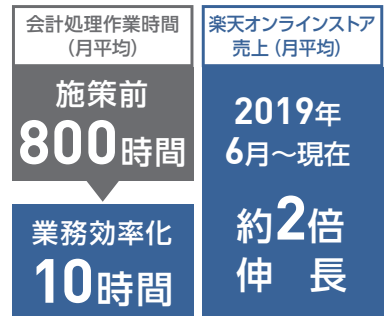 会計処理作業時間
（月平均）
施策前
800時間
業務効率化
10時間
楽天オンラインストア
売上（月平均）
2019年
6月～現在
約2倍
伸　長